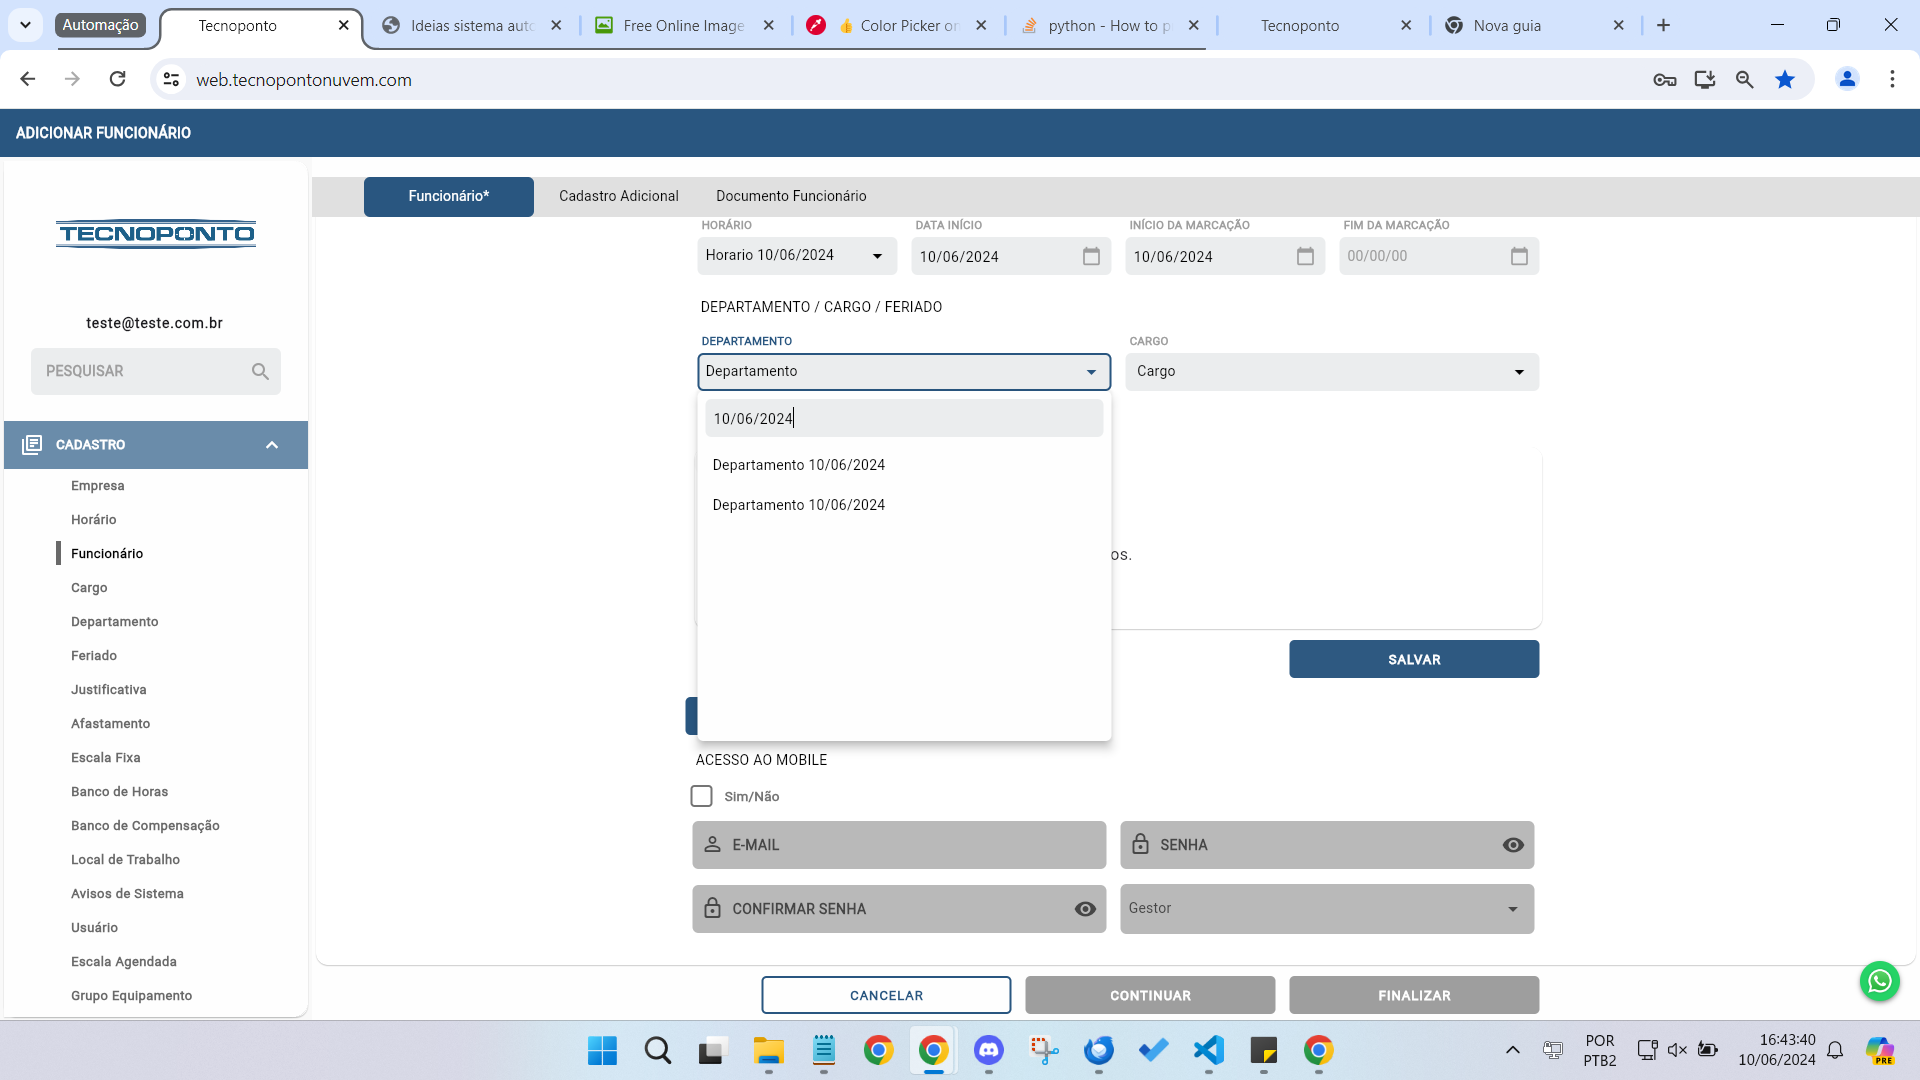 Automação
Tecnoponto
Ideias sistema auto
Free Online Image
👍 Color Picker on
python - How to p
Tecnoponto
Nova guia
web.tecnopontonuvem.com
ADICIONAR FUNCIONÁRIO
TECNOPONTO
teste@teste.com.br
PESQUISAR
CADASTRO
Empresa
Horário
Funcionário
Cargo
Departamento
Feriado
Justificativa
Afastamento
Escala Fixa
Banco de Horas
Banco de Compensação
Local de Trabalho
Avisos de Sistema
Usuário
Escala Agendada
Grupo Equipamento
Funcionário*
Cadastro Adicional
Documento Funcionário
HORÁRIO
DATA INÍCIO
INÍCIO DA MARCAÇÃO
FIM DA MARCAÇÃO
Horario 10/06/2024
10/06/2024
10/06/2024
00/00/00
DEPARTAMENTO / CARGO / FERIADO
DEPARTAMENTO
CARGO
Departamento
Cargo
10/06/2024
Departamento 10/06/2024
Departamento 10/06/2024
os.
SALVAR
ACESSO AO MOBILE
Sim/Não
E-MAIL
SENHA
CONFIRMAR SENHA
Gestor
CANCELAR
CONTINUAR
FINALIZAR
POR
PTB2
16:43:40
10/06/2024
PRE